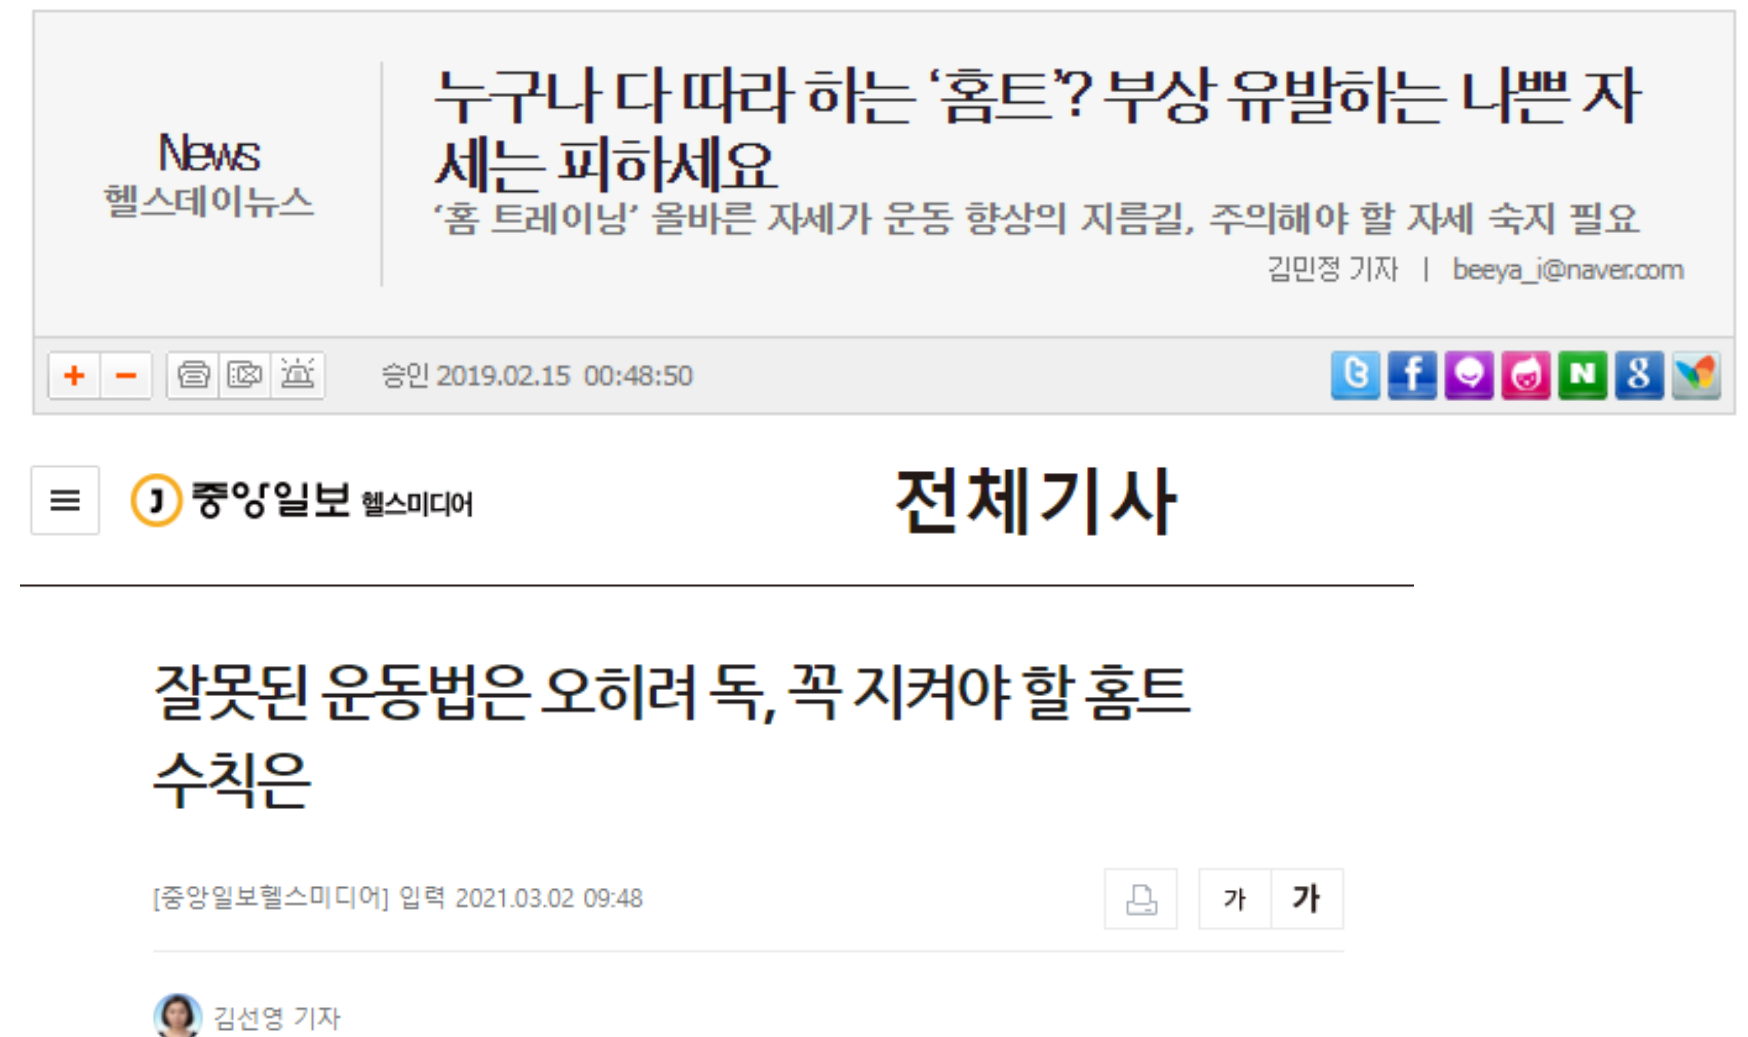 News
헬스데이뉴스
누구나 다 따라 하는 ‘홈트’? 부상 유발하는 나쁜 자
세는 피하세요
‘홈 트레이닝’ 올바른 자세가 운동 향상의 지름길, 주의해야 할 자세 숙지 필요
김민정 기자 | beeya_i@naver.com
승인 2019.02.15 00:48:50
J 중앙일보 헬스미디어
전체기사
잘못된 운동법은 오히려 독, 꼭 지켜야 할 홈트
수칙은
[중앙일보헬스미디어] 입력 2021.03.02 09:48
가 가
김선영 기자